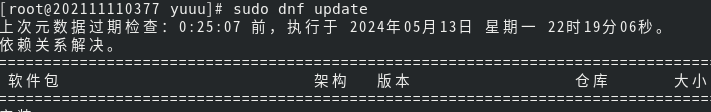 [root@202111110377 yuuu]# sudo dnf update
上次元数据过期检查：0:25:07 前，执行于 2024年05月13日 星期一 22时19分06秒。
依赖关系解决。
================================================================================
软件包 架构 版本 仓库 大小
================================================================================